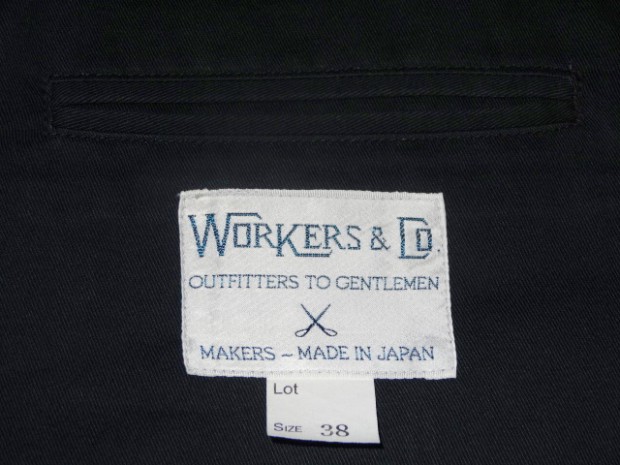 WORKERS & CO.
OUTFITTERS TO GENTLEMEN
MAKERS ~ MADE IN JAPAN
Lot
SIZE 38